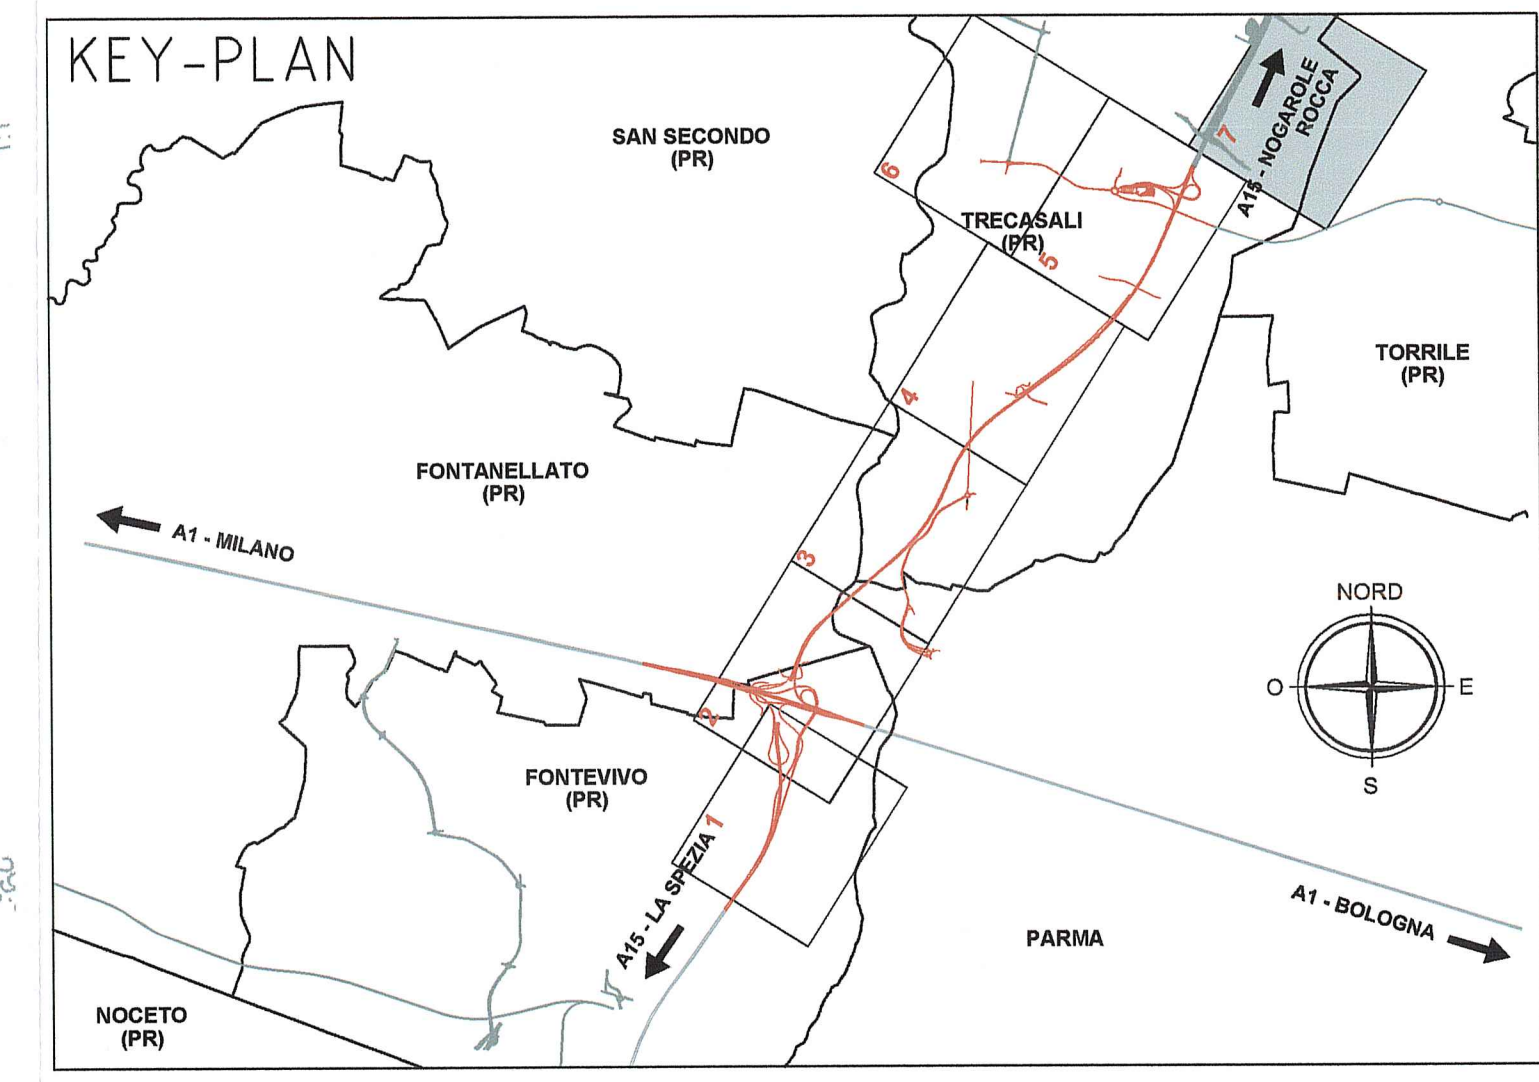 KEY-PLAN
SAN SECONDO
(PR)
A15 - NOGAROLE
ROCCA
7
6
TRECASALI
(PR)
5
TORRILE
(PR)
4
FONTANELLATO
(PR)
A1 - MILANO
3
NORD
O
E
S
2
FONTEVIVO
(PR)
1
A15 - LA SPEZIA
A1 - BOLOGNA
PARMA
NOCETO
(PR)